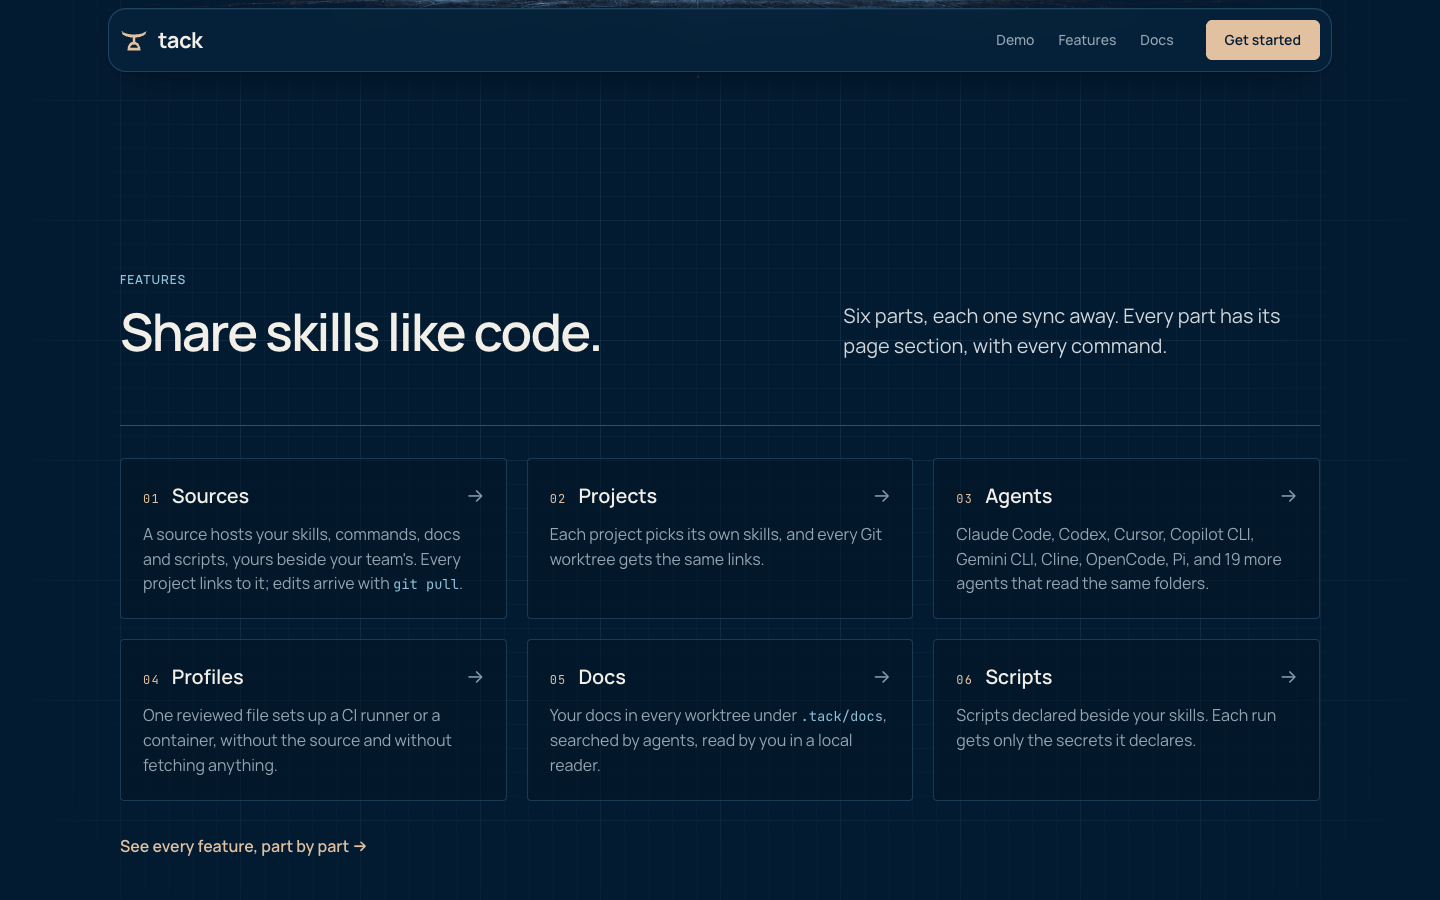 tack
Demo
Features
Docs
Get started
FEATURES
Share skills like code.
Six parts, each one sync away. Every part has its
page section, with every command.
01 Sources →
A source hosts your skills, commands, docs
and scripts, yours beside your team's. Every
project links to it; edits arrive with git pull.
02 Projects →
Each project picks its own skills, and every Git
worktree gets the same links.
03 Agents →
Claude Code, Codex, Cursor, Copilot CLI,
Gemini CLI, Cline, OpenCode, Pi, and 19 more
agents that read the same folders.
04 Profiles →
One reviewed file sets up a CI runner or a
container, without the source and without
fetching anything.
05 Docs →
Your docs in every worktree under .tack/docs,
searched by agents, read by you in a local
reader.
06 Scripts →
Scripts declared beside your skills. Each run
gets only the secrets it declares.
See every feature, part by part →